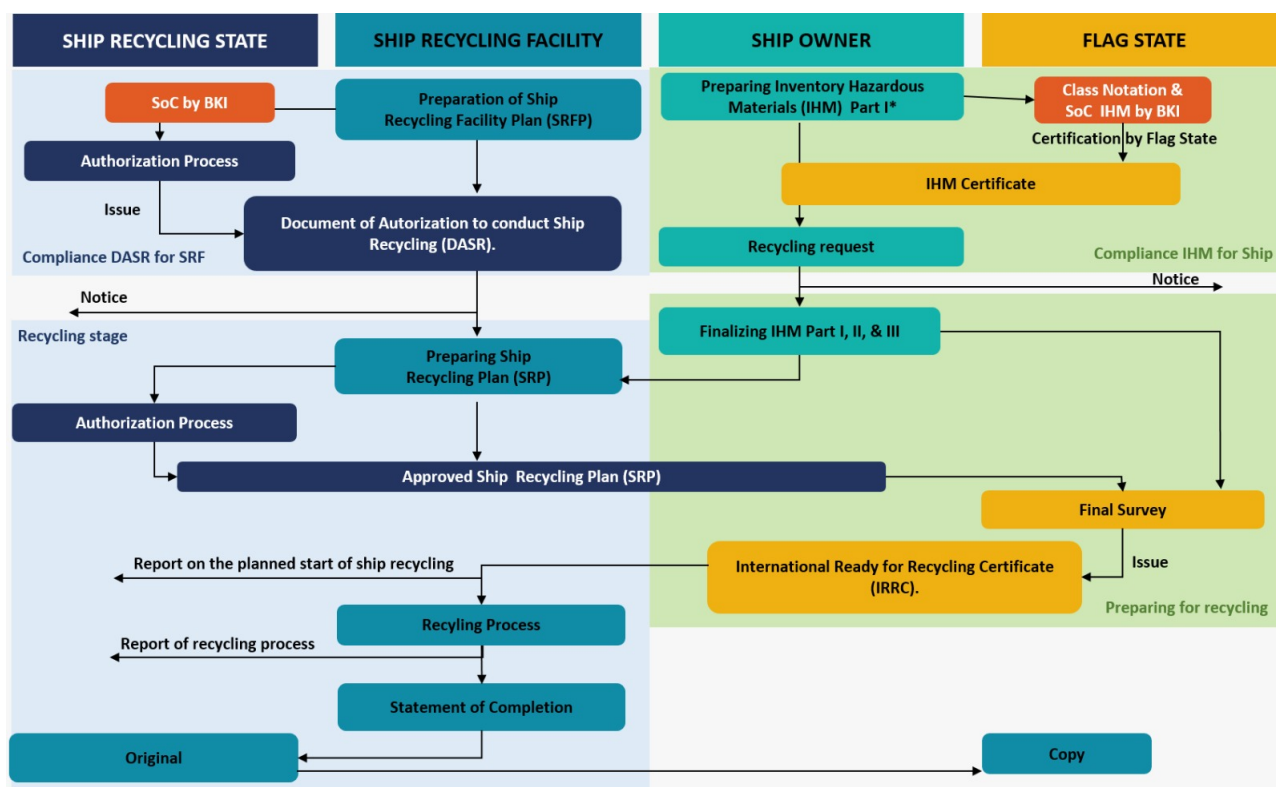 SHIP RECYCLING STATE
SHIP RECYCLING FACILITY
SHIP OWNER
FLAG STATE
SoC by BKI
Preparation of Ship
Recycling Facility Plan (SRFP)
Preparing Inventory Hazardous
Materials (IHM)  Part I*
Class Notation &
SoC  IHM by BKI
Authorization Process
Certification by Flag State
IHM Certificate
Issue
Document of Autorization to conduct Ship
Recycling (DASR).
Recycling request
Compliance DASR for SRF
Compliance IHM for Ship
Notice
Notice
Recycling stage
Finalizing IHM Part I, II, & III
Preparing Ship
Recycling Plan (SRP)
Authorization Process
Approved Ship  Recycling Plan (SRP)
Final Survey
Report on the planned start of ship recycling
International Ready for Recycling Certificate
(IRRC).
Issue
Preparing for recycling
Recyling Process
Report of recycling process
Statement of Completion
Original
Copy